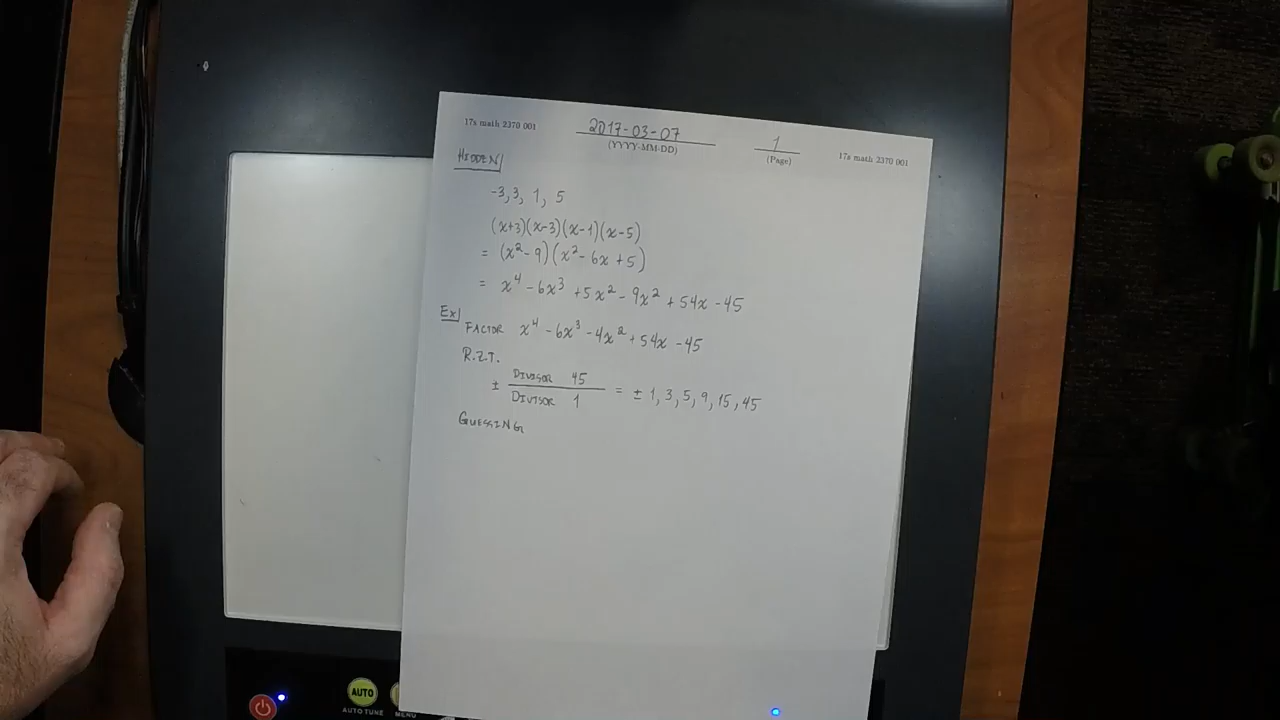 17s math 2370 001 2017-03-07 1 17s math 2370 001
(YYYY-MM-DD) (Page)
HIDDEN
-3, 3, 1, 5
(x+3)(x-3)(x-1)(x-5)
= (x²-9)(x²-6x+5)
= x⁴-6x³+5x²-9x²+54x-45
Ex
FACTOR x⁴-6x³-4x²+54x-45
R.Z.T.
± DIVISOR 45 / DIVISOR 1 = ± 1, 3, 5, 9, 15, 45
GUESSING
AUTO
AUTO TUNE MENU